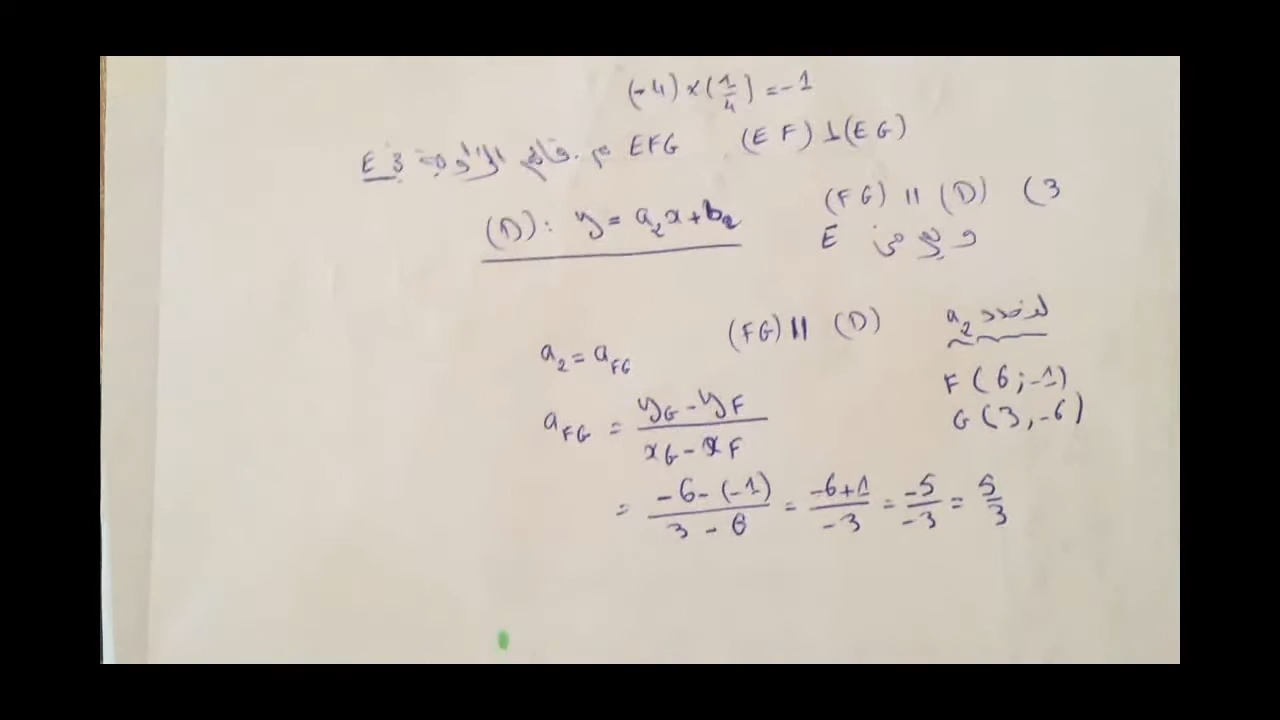 (-4)×(1/4)=-1
(EF)⊥(EG) EFG م. قائم الزاوية في E
3) (D) || (FG)
و يمر من E
(D): y = a₂x+b₂
لنحدد a₂
(FG) || (D)
a₂ = a_FG
F(6;-1)
G(3,-6)
a_FG = (y_G - y_F)/(x_G - x_F)
= (-6-(-1))/(3-6) = (-6+1)/(-3) = (-5)/(-3) = 5/3